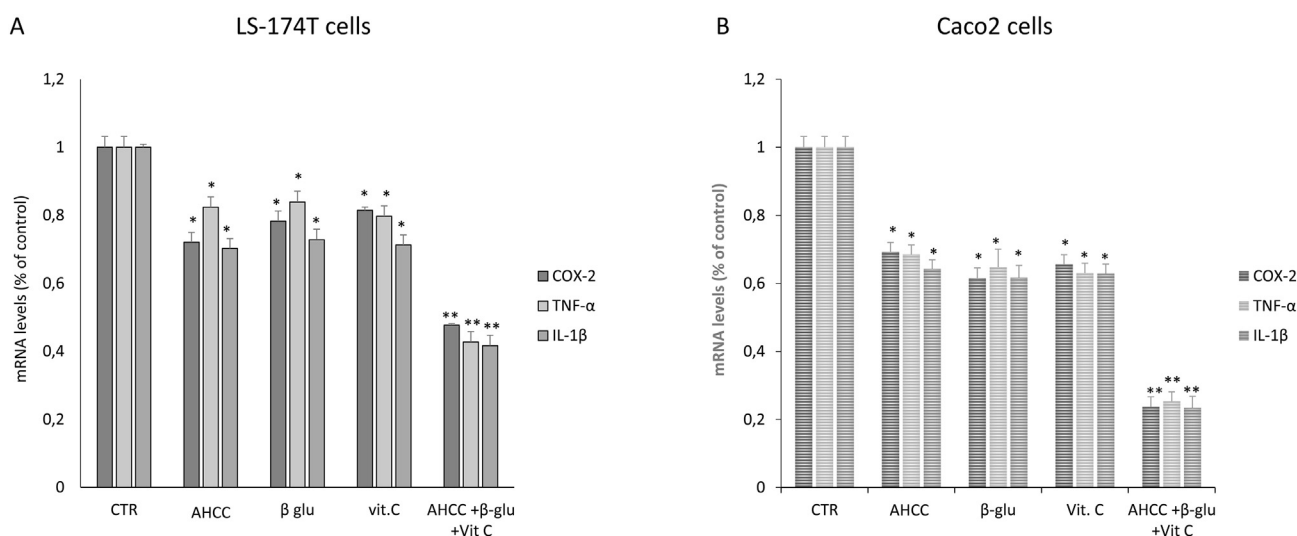 A
LS-174T cells
mRNA levels (% of control)
1,2
1
0,8
0,6
0,4
0,2
0
* * *
* * *
* * *
** ** **
CTR
AHCC
β glu
vit.C
AHCC +β-glu
+Vit C
COX-2
TNF-α
IL-1β
B
Caco2 cells
mRNA levels (% of control)
1,2
1
0,8
0,6
0,4
0,2
0
* * *
* * *
* * *
** ** **
CTR
AHCC
β-glu
Vit. C
AHCC +β-glu
+Vit C
COX-2
TNF-α
IL-1β